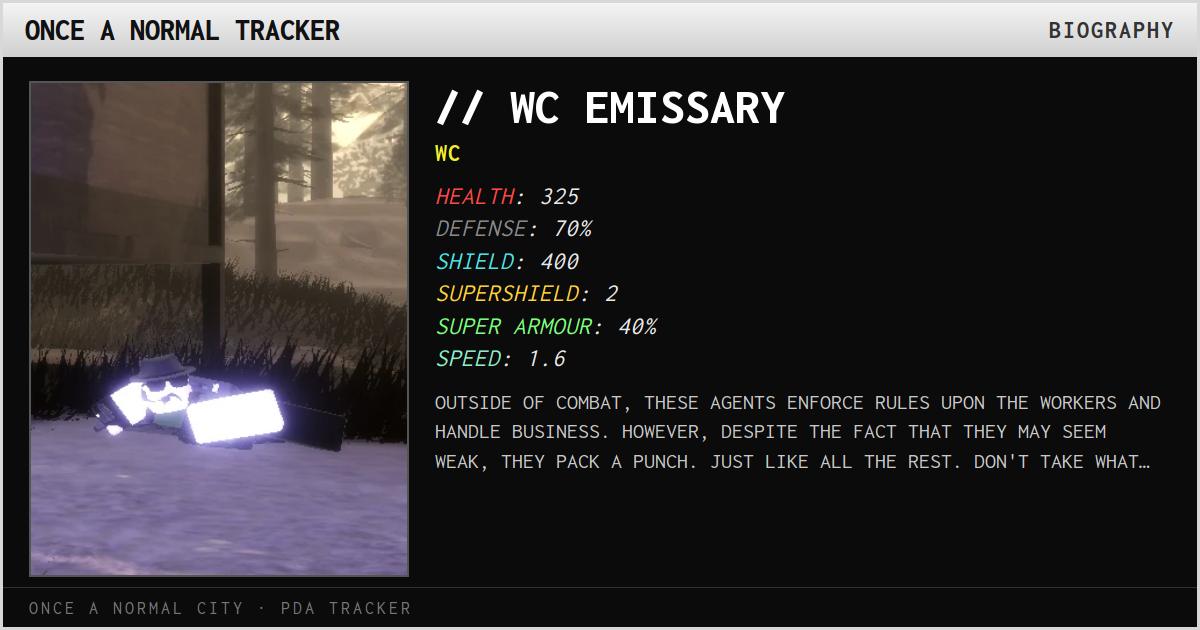 ONCE A NORMAL TRACKER
BIOGRAPHY
// WC EMISSARY
WC
HEALTH: 325
DEFENSE: 70%
SHIELD: 400
SUPERSHIELD: 2
SUPER ARMOUR: 40%
SPEED: 1.6
OUTSIDE OF COMBAT, THESE AGENTS ENFORCE RULES UPON THE WORKERS AND
HANDLE BUSINESS. HOWEVER, DESPITE THE FACT THAT THEY MAY SEEM
WEAK, THEY PACK A PUNCH. JUST LIKE ALL THE REST. DON'T TAKE WHAT…
ONCE A NORMAL CITY · PDA TRACKER